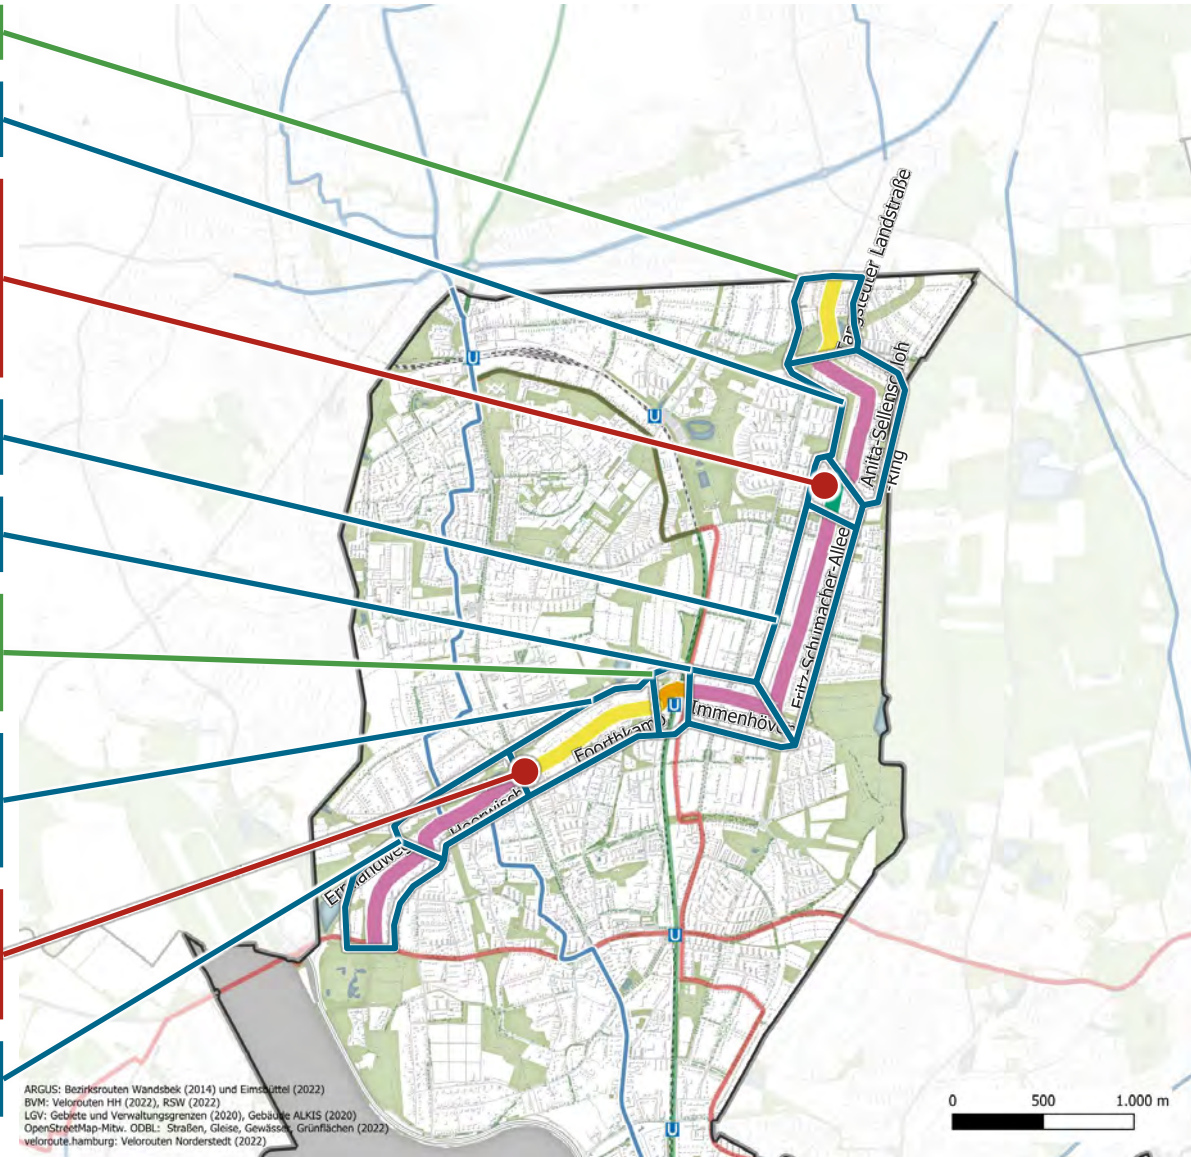 Langstedter Landstraße
Anita-Sellenschloh
-Ring
U
U
Fritz-Schumacher-Allee
U
Immenhöven
Foorthkamp
Heerwisch
Ermlandweg
U
U
0 500 1.000 m
ARGUS: Bezirksrouten Wandsbek (2014) und Eimsbüttel (2022)
BVM: Velorouten HH (2022), RSW (2022)
LGV: Gebiete und Verwaltungsgrenzen (2020), Gebäude ALKIS (2020)
OpenStreetMap-Mitw. ODBL: Straßen, Gleise, Gewässer, Grünflächen (2022)
veloroute.hamburg: Velorouten Norderstedt (2022)